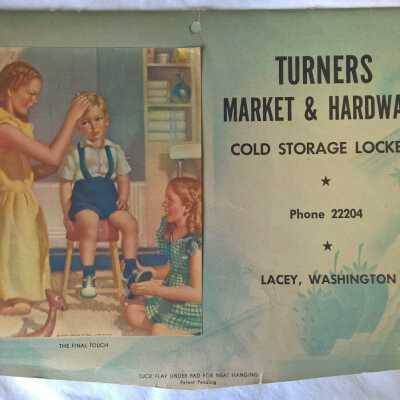 TURNERS
MARKET & HARDWA
COLD STORAGE LOCKE
Phone 22204
LACEY, WASHINGTON
THE FINAL TOUCH
TUCK FLAP UNDER PAD FOR NEAT HANGING
Patent Pending